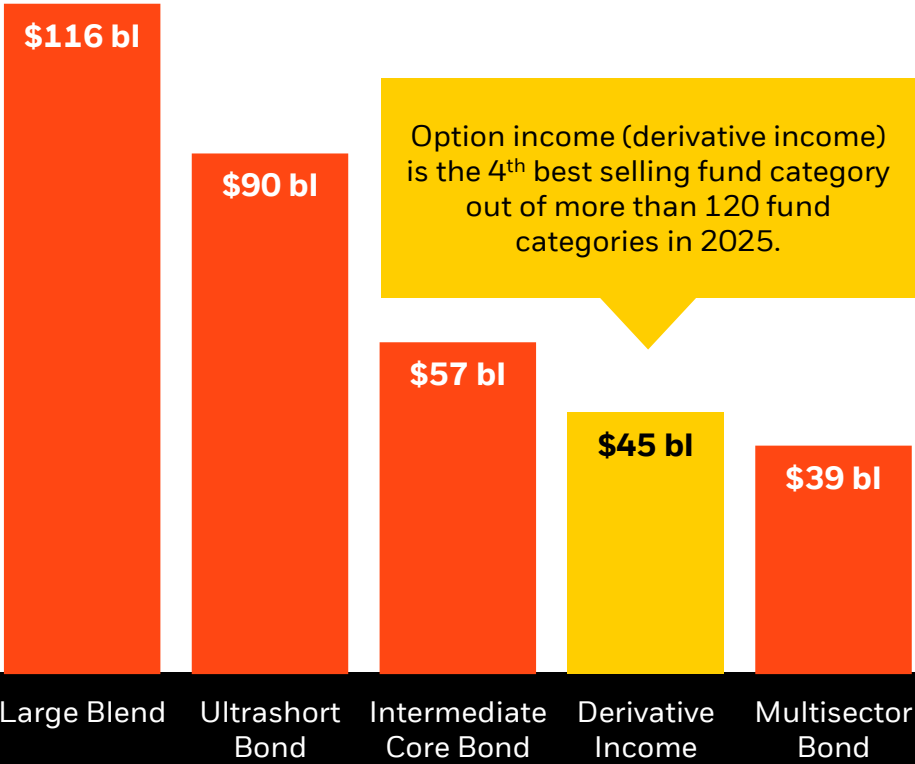 $116 bl
$90 bl
Option income (derivative income)
is the 4th best selling fund category
out of more than 120 fund
categories in 2025.
$57 bl
$45 bl
$39 bl
Large Blend
Ultrashort
Bond
Intermediate
Core Bond
Derivative
Income
Multisector
Bond